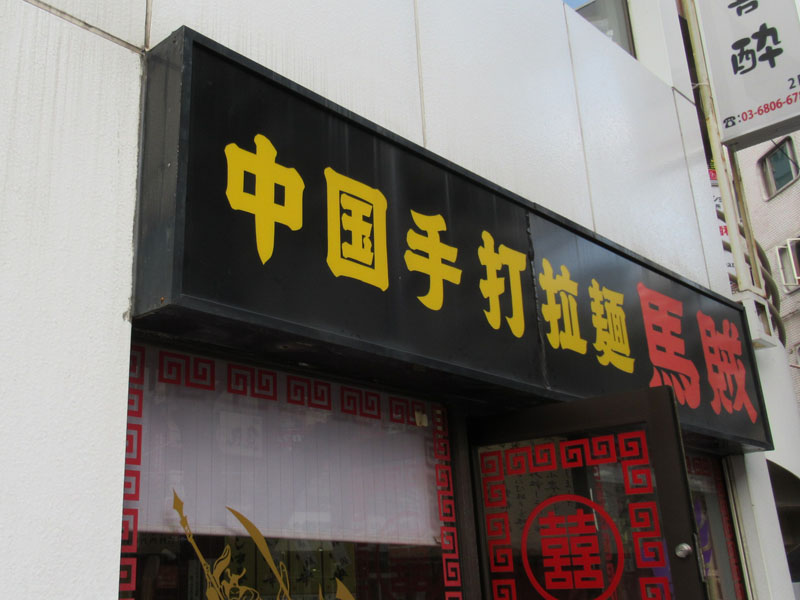 中国手打拉麺 馬賊
酔
☎:03-6806-67
囍